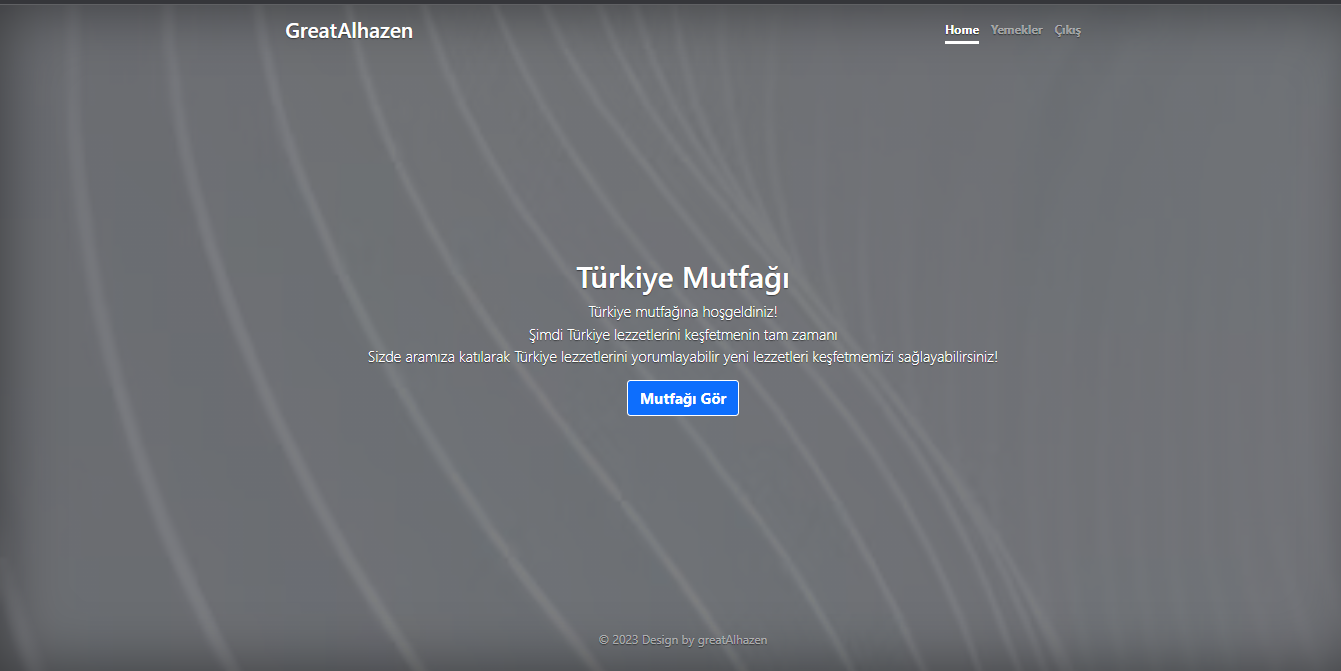 GreatAlhazen
Home Yemekler Çıkış
Türkiye Mutfağı
Türkiye mutfağına hoşgeldiniz!
Şimdi Türkiye lezzetlerini keşfetmenin tam zamanı
Sizde aramıza katılarak Türkiye lezzetlerini yorumlayabilir yeni lezzetleri keşfetmemizi sağlayabilirsiniz!
Mutfağı Gör
© 2023 Design by greatAlhazen